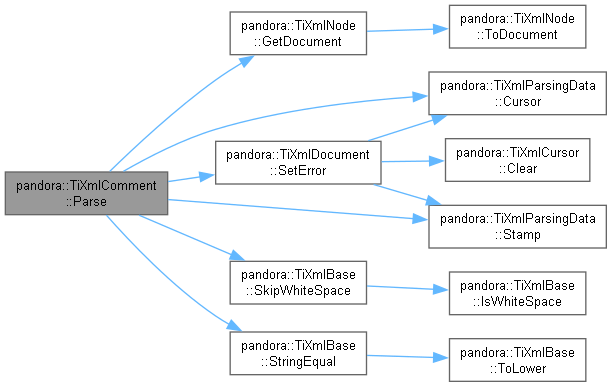 pandora::TiXmlComment
::Parse
pandora::TiXmlNode
::GetDocument
pandora::TiXmlNode
::ToDocument
pandora::TiXmlParsingData
::Cursor
pandora::TiXmlDocument
::SetError
pandora::TiXmlCursor
::Clear
pandora::TiXmlParsingData
::Stamp
pandora::TiXmlBase
::SkipWhiteSpace
pandora::TiXmlBase
::IsWhiteSpace
pandora::TiXmlBase
::StringEqual
pandora::TiXmlBase
::ToLower